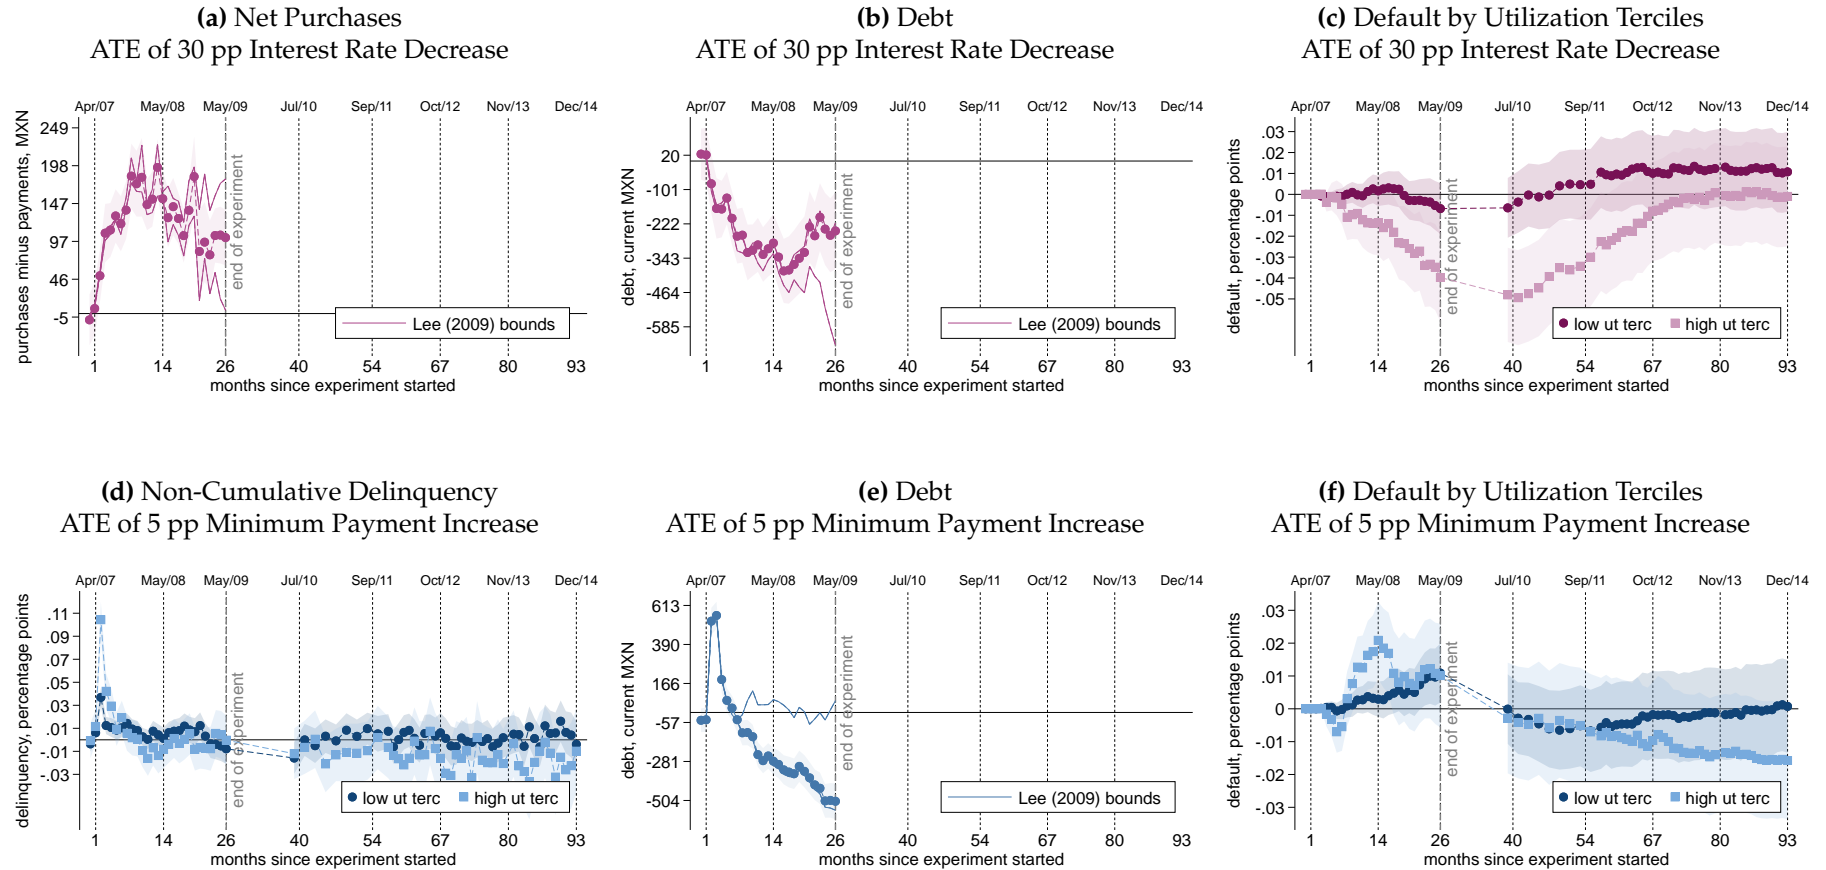 (a) Net Purchases
ATE of 30 pp Interest Rate Decrease
Apr/07 May/08 May/09 Jul/10 Sep/11 Oct/12 Nov/13 Dec/14
purchases minus payments, MXN
249
198
147
97
46
-5
end of experiment
Lee (2009) bounds
1 14 26 40 54 67 80 93
months since experiment started
(b) Debt
ATE of 30 pp Interest Rate Decrease
Apr/07 May/08 May/09 Jul/10 Sep/11 Oct/12 Nov/13 Dec/14
debt, current MXN
20
-101
-222
-343
-464
-585
end of experiment
Lee (2009) bounds
1 14 26 40 54 67 80 93
months since experiment started
(c) Default by Utilization Terciles
ATE of 30 pp Interest Rate Decrease
Apr/07 May/08 May/09 Jul/10 Sep/11 Oct/12 Nov/13 Dec/14
default, percentage points
.03
.02
.01
0
-.01
-.02
-.03
-.04
-.05
end of experiment
low ut terc high ut terc
1 14 26 40 54 67 80 93
months since experiment started
(d) Non-Cumulative Delinquency
ATE of 5 pp Minimum Payment Increase
Apr/07 May/08 May/09 Jul/10 Sep/11 Oct/12 Nov/13 Dec/14
delinquency, percentage points
.11
.09
.07
.05
.03
.01
-.01
-.03
end of experiment
low ut terc high ut terc
1 14 26 40 54 67 80 93
months since experiment started
(e) Debt
ATE of 5 pp Minimum Payment Increase
Apr/07 May/08 May/09 Jul/10 Sep/11 Oct/12 Nov/13 Dec/14
debt, current MXN
613
390
166
-57
-281
-504
end of experiment
Lee (2009) bounds
1 14 26 40 54 67 80 93
months since experiment started
(f) Default by Utilization Terciles
ATE of 5 pp Minimum Payment Increase
Apr/07 May/08 May/09 Jul/10 Sep/11 Oct/12 Nov/13 Dec/14
default, percentage points
.03
.02
.01
0
-.01
-.02
-.03
end of experiment
low ut terc high ut terc
1 14 26 40 54 67 80 93
months since experiment started